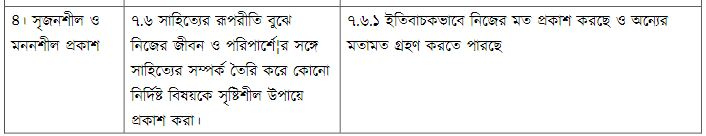 ৪। সৃজনশীল ও
মননশীল প্রকাশ
৭.৬ সাহিত্যের রূপরীতি বুঝে
নিজের জীবন ও পরিপার্শে¦র সঙ্গে
সাহিত্যের সম্পর্ক তৈরি করে কোনো
নির্দিষ্ট বিষয়কে সৃষ্টিশীল উপায়ে
প্রকাশ করা।
৭.৬.১ ইতিবাচকভাবে নিজের মত প্রকাশ করছে ও অন্যের
মতামত গ্রহণ করতে পারছে